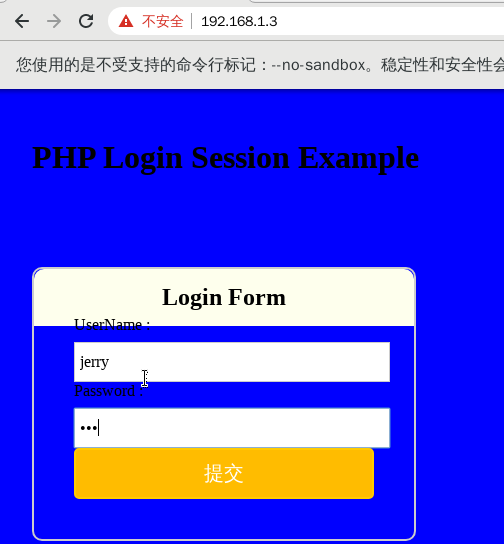 不安全 192.168.1.3
您使用的是不受支持的命令行标记：--no-sandbox。稳定性和安全性会
PHP Login Session Example
Login Form
UserName :
jerry
Password :
•••
提交